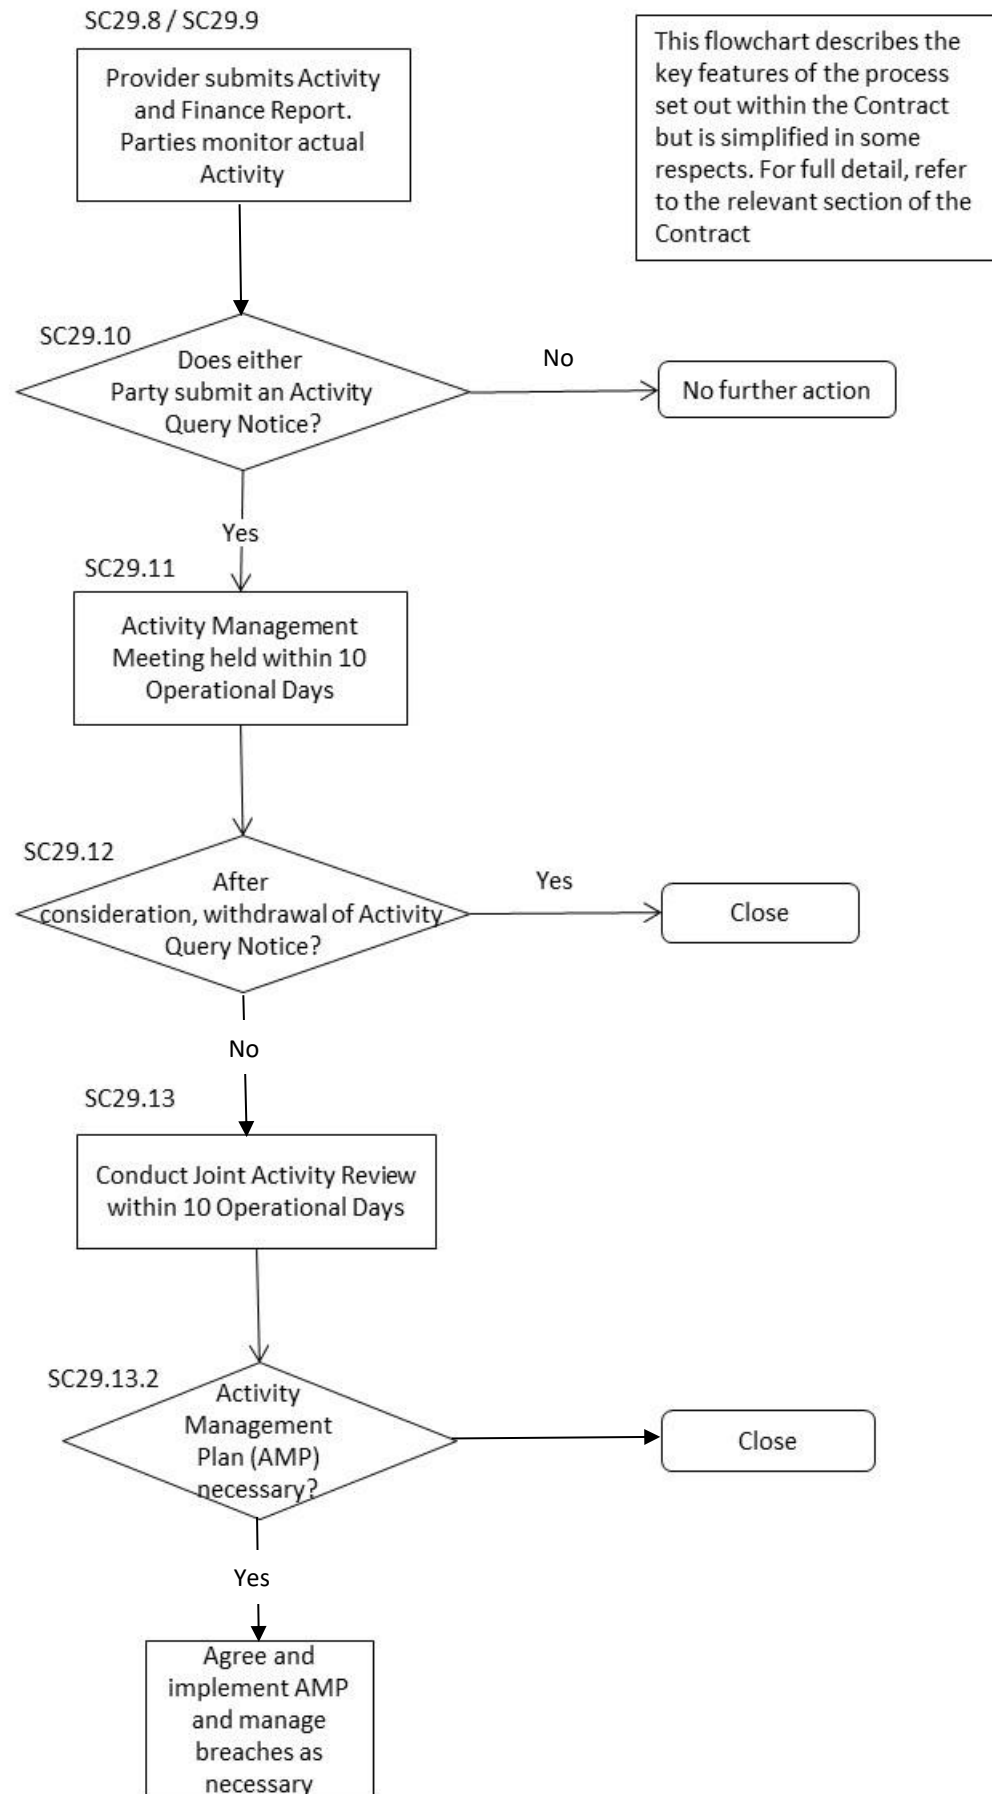 SC29.8 / SC29.9
Provider submits Activity
and Finance Report.
Parties monitor actual
Activity
This flowchart describes the
key features of the process
set out within the Contract
but is simplified in some
respects. For full detail, refer
to the relevant section of the
Contract
SC29.10
Does either
Party submit an Activity
Query Notice?
No
No further action
Yes
SC29.11
Activity Management
Meeting held within 10
Operational Days
SC29.12
After
consideration, withdrawal of Activity
Query Notice?
Yes
Close
No
SC29.13
Conduct Joint Activity Review
within 10 Operational Days
SC29.13.2
Activity
Management
Plan (AMP)
necessary?
Close
Yes
Agree and
implement AMP
and manage
breaches as
necessary